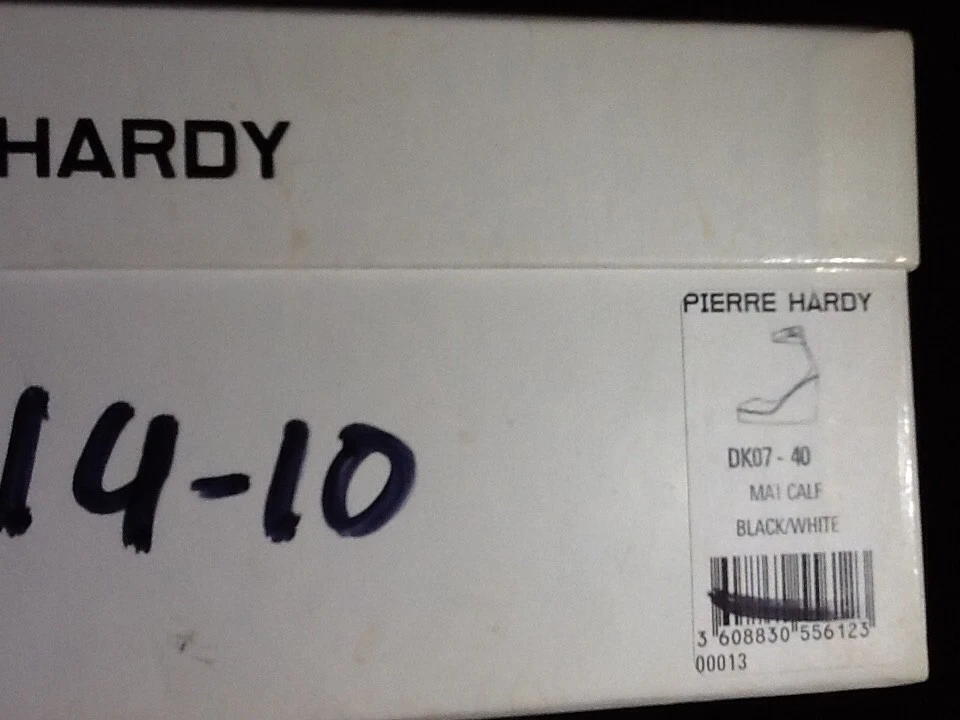 HARDY
14-10
PIERRE HARDY
DK07 - 40
MAT CALF
BLACK/WHITE
3 608830 556123
00013